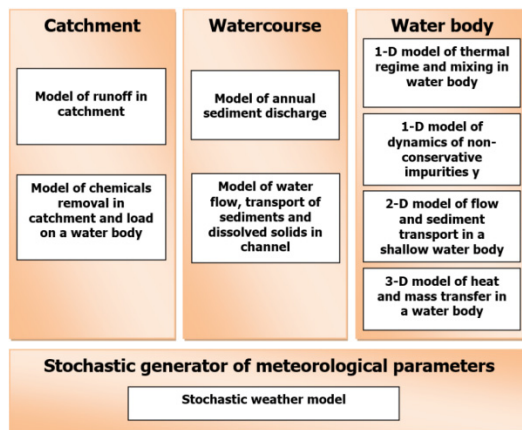 Catchment
Model of runoff in
catchment
Model of chemicals
removal in
catchment and load
on a water body
Watercourse
Model of annual
sediment discharge
Model of water
flow, transport of
sediments and
dissolved solids in
channel
Water body
1-D model of thermal
regime and mixing in
water body
1-D model of
dynamics of non-
conservative
impurities y
2-D model of flow
and sediment
transport in a
shallow water body
3-D model of heat
and mass transfer in
a water body
Stochastic generator of meteorological parameters
Stochastic weather model